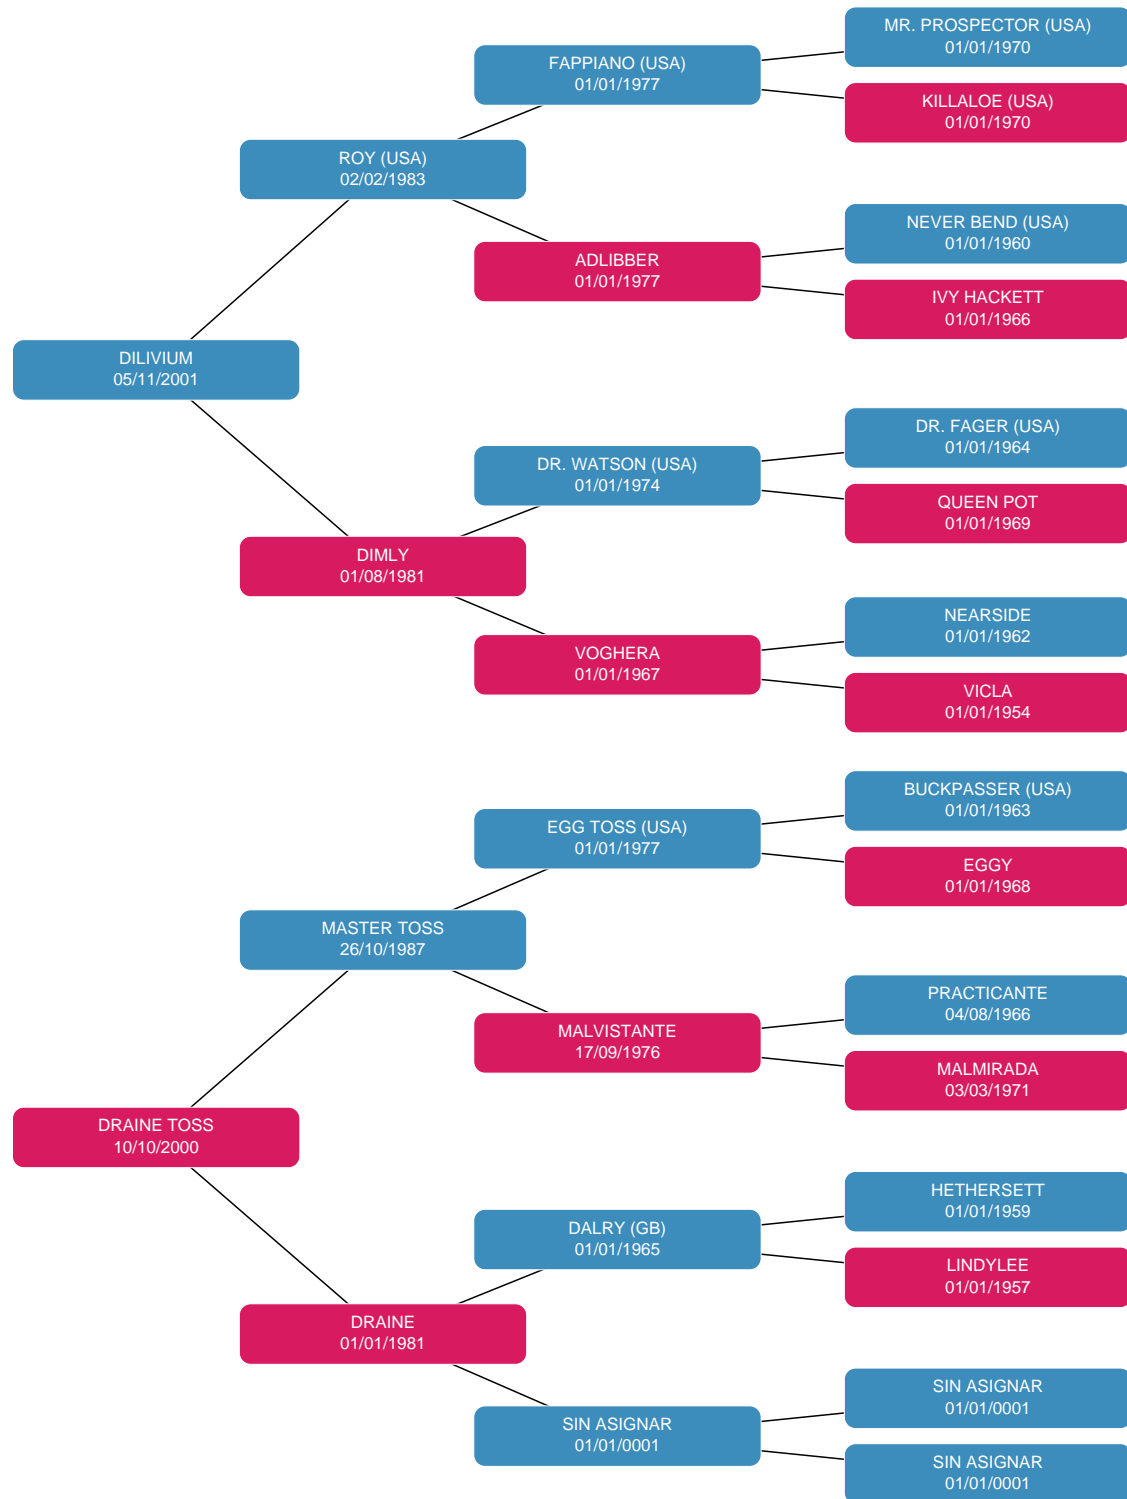 MR. PROSPECTOR (USA)
01/01/1970
FAPPIANO (USA)
01/01/1977
KILLALOE (USA)
01/01/1970
ROY (USA)
02/02/1983
NEVER BEND (USA)
01/01/1960
ADLIBBER
01/01/1977
IVY HACKETT
01/01/1966
DILIVIUM
05/11/2001
DR. FAGER (USA)
01/01/1964
DR. WATSON (USA)
01/01/1974
QUEEN POT
01/01/1969
DIMLY
01/08/1981
NEARSIDE
01/01/1962
VOGHERA
01/01/1967
VICLA
01/01/1954
BUCKPASSER (USA)
01/01/1963
EGG TOSS (USA)
01/01/1977
EGGY
01/01/1968
MASTER TOSS
26/10/1987
PRACTICANTE
04/08/1966
MALVISTANTE
17/09/1976
MALMIRADA
03/03/1971
DRAINE TOSS
10/10/2000
HETHERSETT
01/01/1959
DALRY (GB)
01/01/1965
LINDYLEE
01/01/1957
DRAINE
01/01/1981
SIN ASIGNAR
01/01/0001
SIN ASIGNAR
01/01/0001
SIN ASIGNAR
01/01/0001